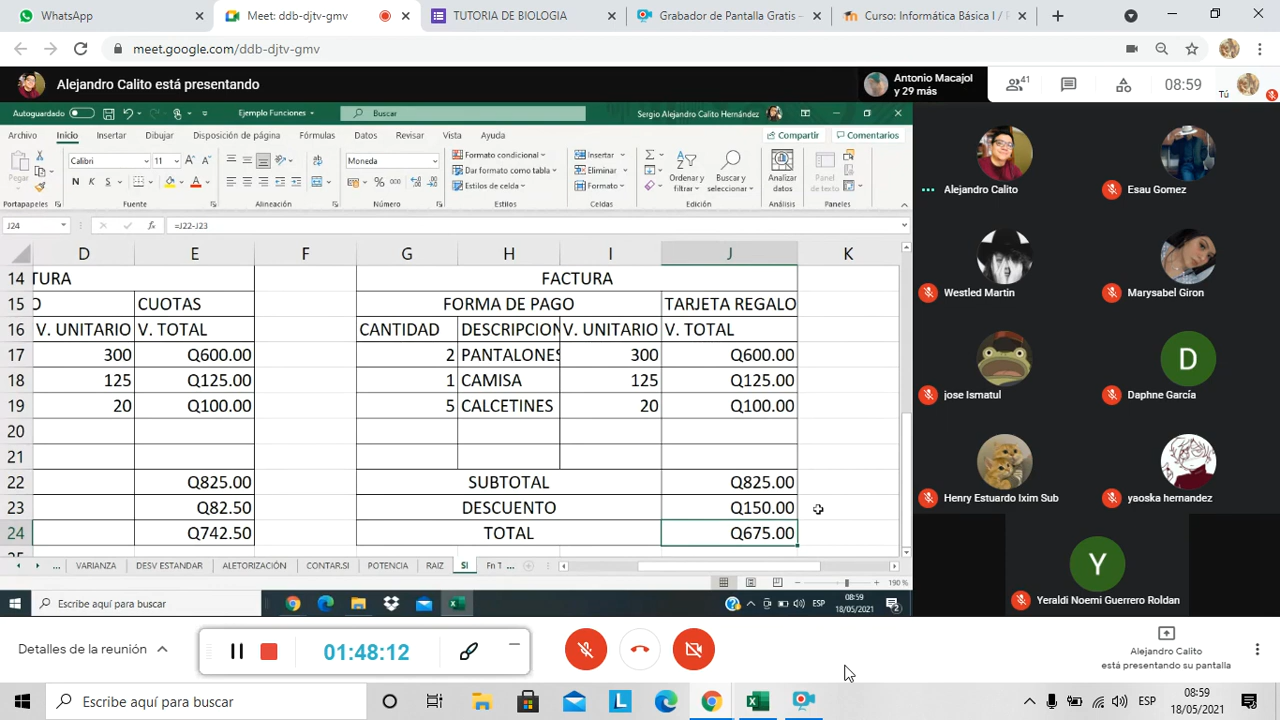 WhatsApp
Meet: ddb-djtv-gmv
TUTORIA DE BIOLOGIA
Grabador de Pantalla Gratis –
Curso: Informática Básica I / P
meet.google.com/ddb-djtv-gmv
Alejandro Calito está presentando
Antonio Macajol
y 29 más
41
08:59
Tú
Autoguardado
Ejemplo Funciones
Buscar
Sergio Alejandro Calito Hernández
Archivo Inicio Insertar Dibujar Disposición de página Fórmulas Datos Revisar Vista Ayuda
Compartir
Comentarios
Pegar
Calibri
11
Moneda
Formato condicional
Dar formato como tabla
Estilos de celda
Insertar
Eliminar
Formato
Ordenar y filtrar
Buscar y seleccionar
Analizar datos
Panel de texto
Portapapeles Fuente Alineación Número Estilos Celdas Análisis Paneles
J24
=J22-J23
D E F G H I J K
14 TURA FACTURA
15 O CUOTAS FORMA DE PAGO TARJETA REGALO
16 V. UNITARIO V. TOTAL CANTIDAD DESCRIPCION V. UNITARIO V. TOTAL
17 300 Q600.00 2 PANTALONES 300 Q600.00
18 125 Q125.00 1 CAMISA 125 Q125.00
19 20 Q100.00 5 CALCETINES 20 Q100.00
20
21
22 Q825.00 SUBTOTAL Q825.00
23 Q82.50 DESCUENTO Q150.00
24 Q742.50 TOTAL Q675.00
... VARIANZA DESV ESTANDAR ALETORIZACIÓN CONTAR.SI POTENCIA RAIZ SI Fn 1 ...
190 %
Escribe aquí para buscar
ESP
08:59
18/05/2021
2
Alejandro Calito
Esau Gomez
Westled Martin
Marysabel Giron
jose Ismatul
D
Daphne García
Henry Estuardo Ixim Sub
yaoska hernandez
Y
Yeraldi Noemi Guerrero Roldan
Detalles de la reunión
01:48:12
Alejandro Calito
está presentando su pantalla
Escribe aquí para buscar
L
ESP
08:59
18/05/2021